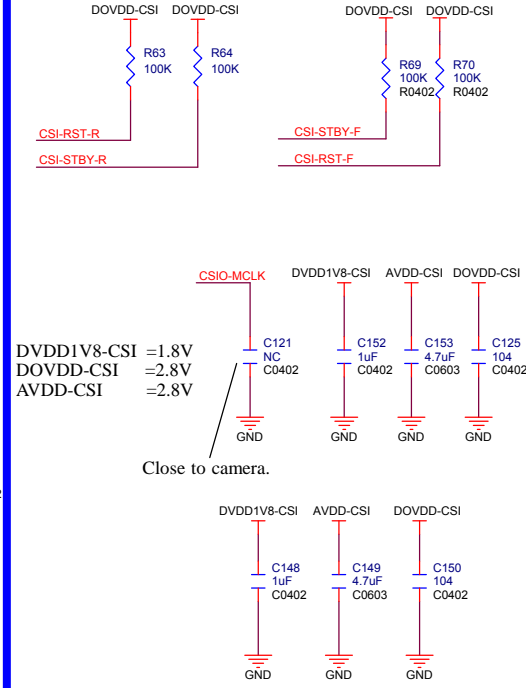 DOVDD-CSI DOVDD-CSI
R63
100K
R64
100K
CSI-RST-R
CSI-STBY-R
DOVDD-CSI DOVDD-CSI
R69
100K
R0402
R70
100K
R0402
CSI-STBY-F
CSI-RST-F
CSIO-MCLK
DVDD1V8-CSI AVDD-CSI DOVDD-CSI
C121
NC
C0402
C152
1uF
C0402
C153
4.7uF
C0603
C125
104
C0402
GND GND GND GND
DVDD1V8-CSI =1.8V
DOVDD-CSI =2.8V
AVDD-CSI =2.8V
Close to camera.
DVDD1V8-CSI AVDD-CSI DOVDD-CSI
C148
1uF
C0402
C149
4.7uF
C0603
C150
104
C0402
GND GND GND